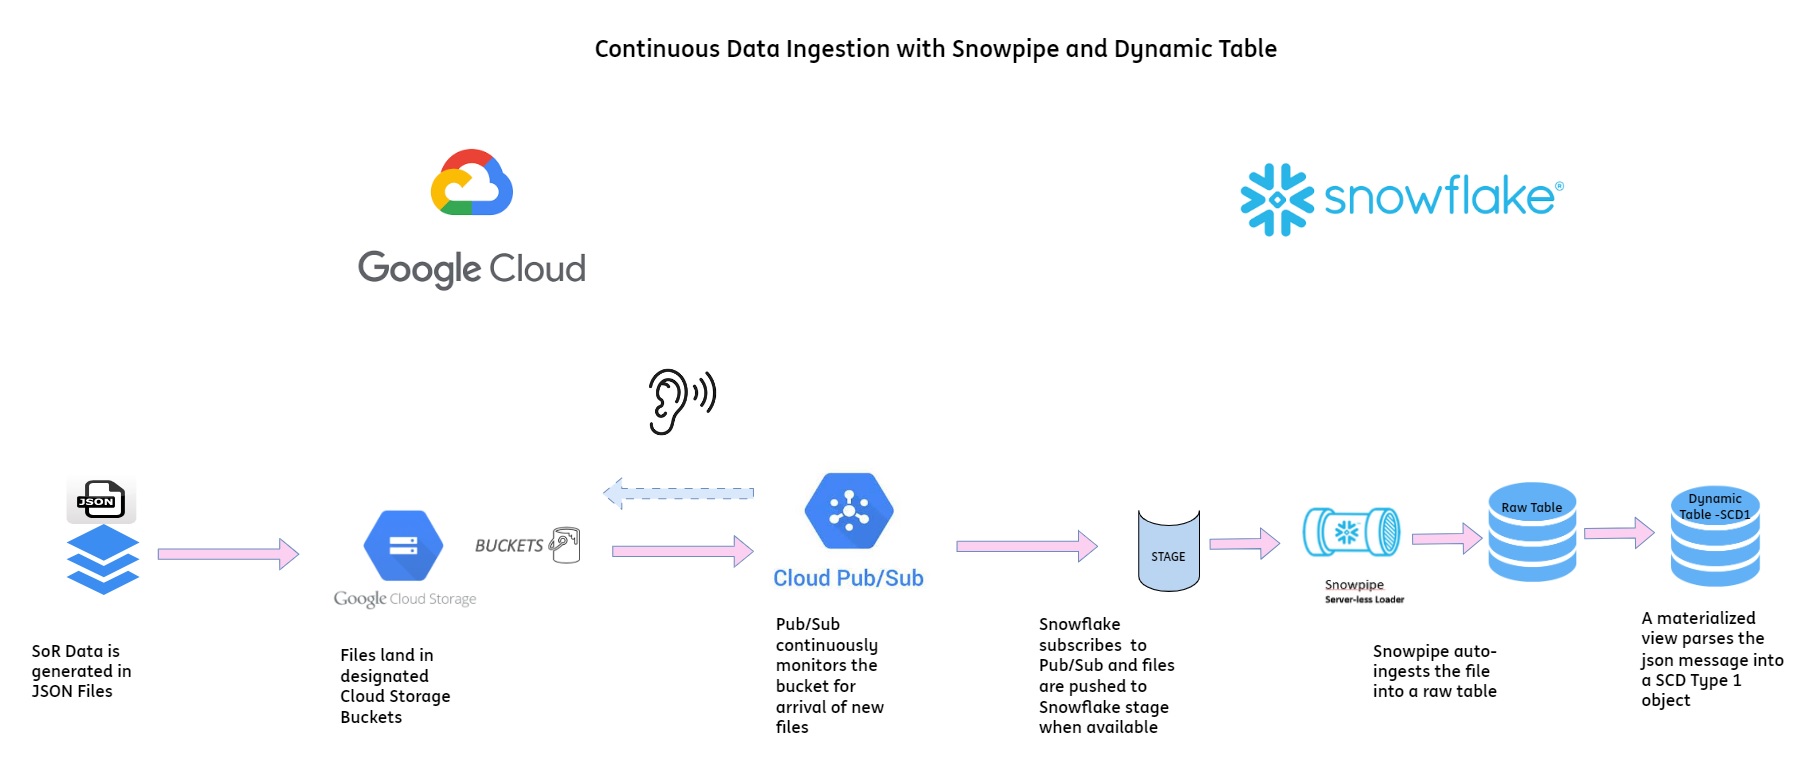 Continuous Data Ingestion with Snowpipe and Dynamic Table
Google Cloud
snowflake®
JSON
Google Cloud Storage
BUCKETS
Cloud Pub/Sub
STAGE
Snowpipe
Server-less Loader
Raw Table
Dynamic
Table -SCD1
SoR Data is
generated in
JSON Files
Files land in
designated
Cloud Storage
Buckets
Pub/Sub
continuously
monitors the
bucket for
arrival of new
files
Snowflake
subscribes to
Pub/Sub and files
are pushed to
Snowflake stage
when available
Snowpipe auto-
ingests the file
into a raw table
A materialized
view parses the
json message into
a SCD Type 1
object